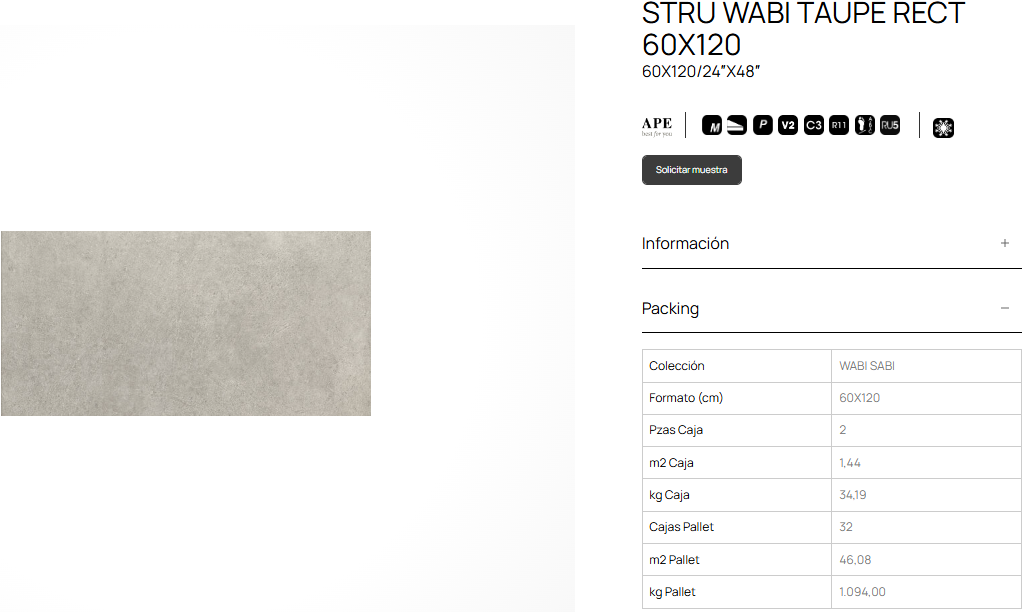 STRU WABI TAUPE RECT
60X120
60X120/24″X48″
APE
best for you
M P V2 C3 R11 RU5
Solicitar muestra
Información +
Packing −
Colección WABI SABI
Formato (cm) 60X120
Pzas Caja 2
m2 Caja 1,44
kg Caja 34,19
Cajas Pallet 32
m2 Pallet 46,08
kg Pallet 1.094,00